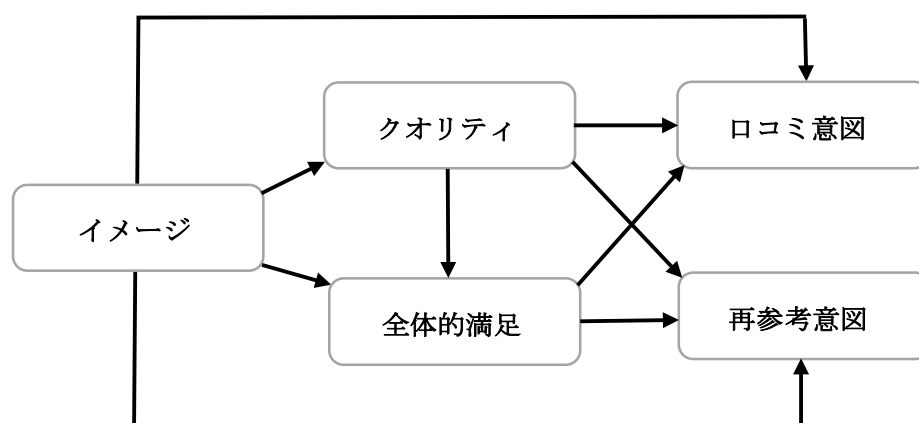 クオリティ
口コミ意図
イメージ
全体的満足
再参考意図